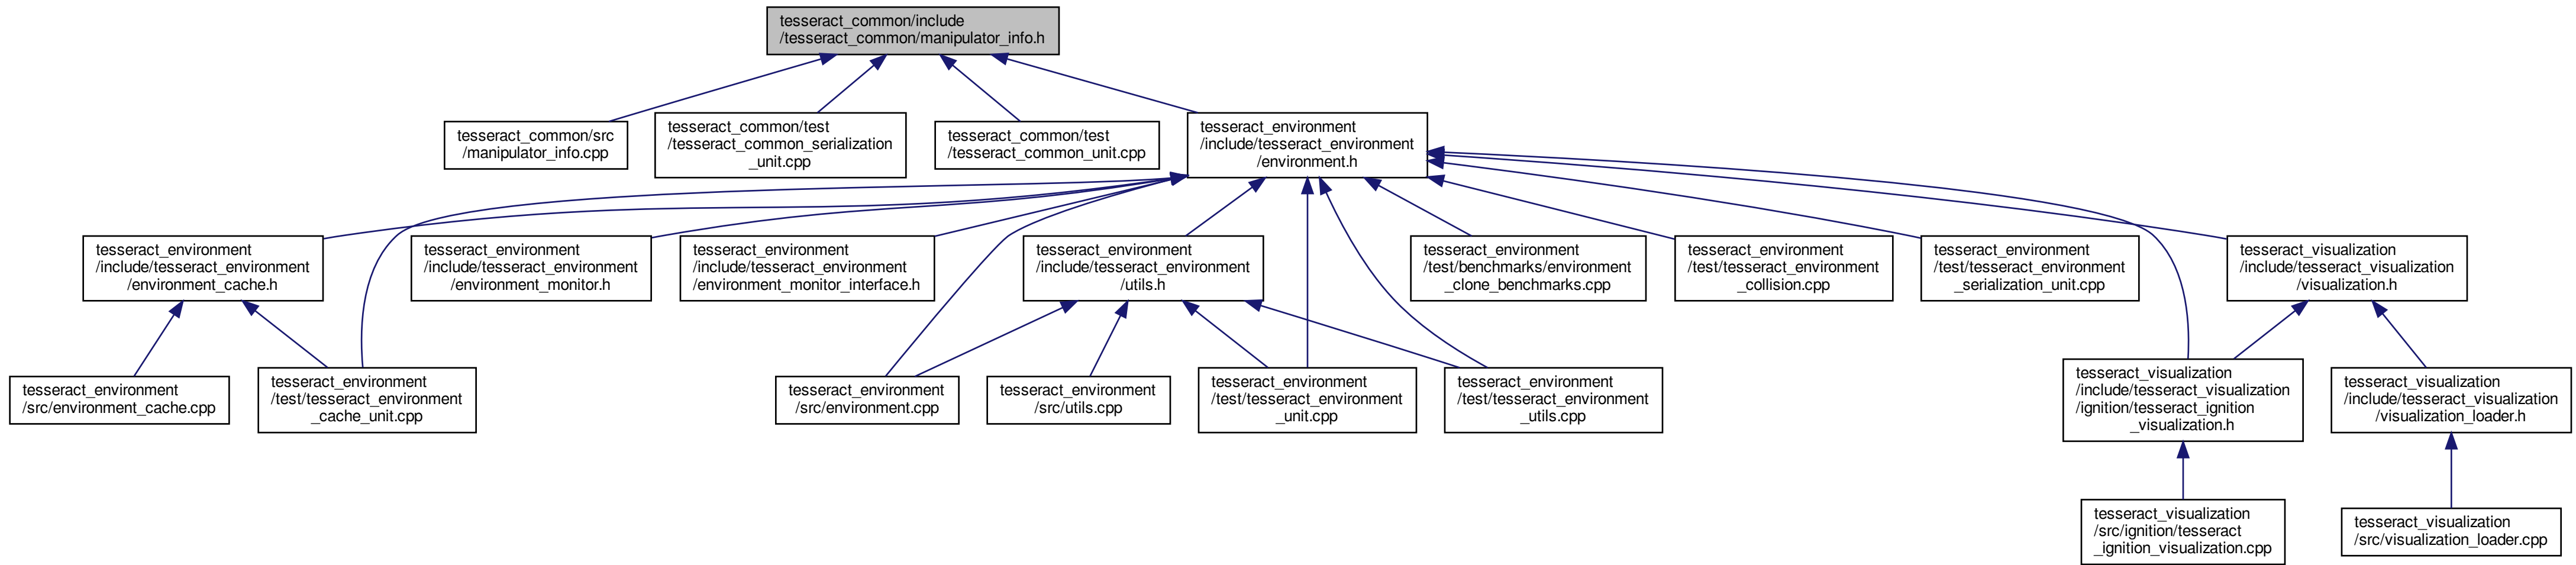 tesseract_common/include
/tesseract_common/manipulator_info.h
tesseract_common/src
/manipulator_info.cpp
tesseract_common/test
/tesseract_common_serialization
_unit.cpp
tesseract_common/test
/tesseract_common_unit.cpp
tesseract_environment
/include/tesseract_environment
/environment.h
tesseract_environment
/include/tesseract_environment
/environment_cache.h
tesseract_environment
/include/tesseract_environment
/environment_monitor.h
tesseract_environment
/include/tesseract_environment
/environment_monitor_interface.h
tesseract_environment
/include/tesseract_environment
/utils.h
tesseract_environment
/test/benchmarks/environment
_clone_benchmarks.cpp
tesseract_environment
/test/tesseract_environment
_collision.cpp
tesseract_environment
/test/tesseract_environment
_serialization_unit.cpp
tesseract_visualization
/include/tesseract_visualization
/visualization.h
tesseract_environment
/src/environment_cache.cpp
tesseract_environment
/test/tesseract_environment
_cache_unit.cpp
tesseract_environment
/src/environment.cpp
tesseract_environment
/src/utils.cpp
tesseract_environment
/test/tesseract_environment
_unit.cpp
tesseract_environment
/test/tesseract_environment
_utils.cpp
tesseract_visualization
/include/tesseract_visualization
/ignition/tesseract_ignition
_visualization.h
tesseract_visualization
/include/tesseract_visualization
/visualization_loader.h
tesseract_visualization
/src/ignition/tesseract
_ignition_visualization.cpp
tesseract_visualization
/src/visualization_loader.cpp